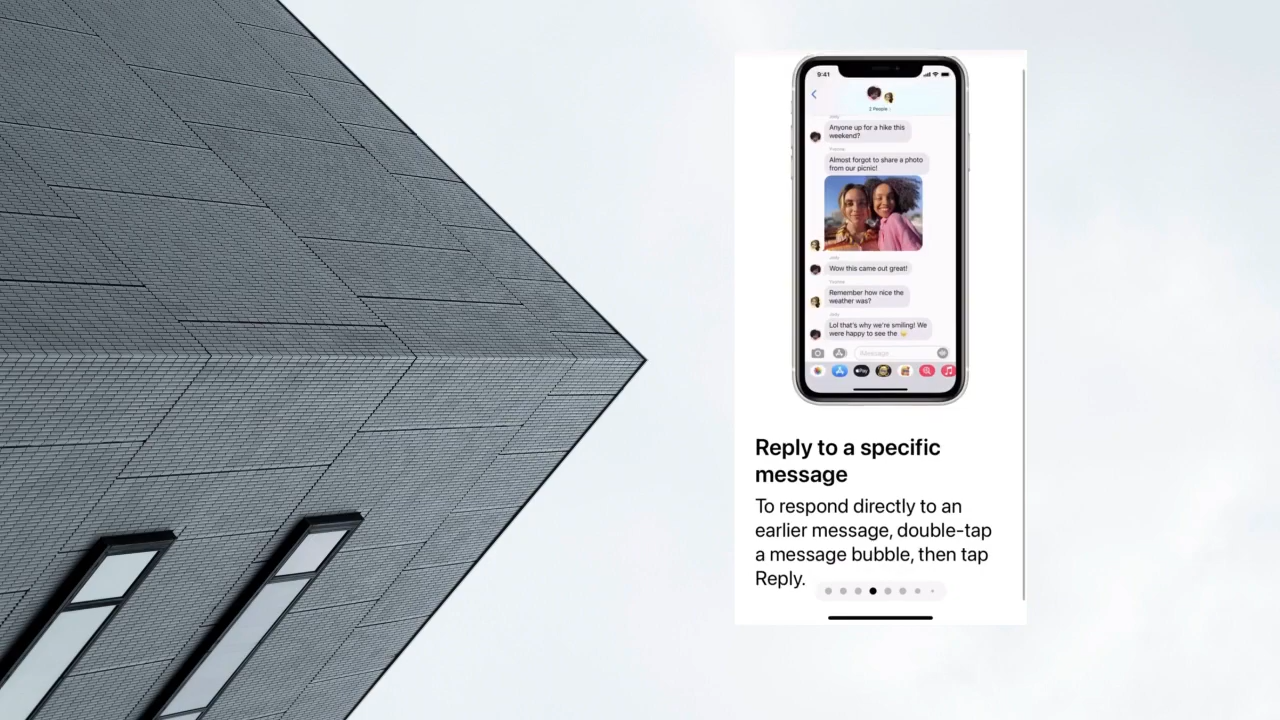 9:41
2 People
Anyone up for a hike this
weekend?
Almost forgot to share a photo
from our picnic!
Wow this came out great!
Remember how nice the
weather was?
Lol that's why we're smiling! We
were happy to see the
iMessage
Pay
Reply to a specific
message
To respond directly to an
earlier message, double-tap
a message bubble, then tap
Reply.